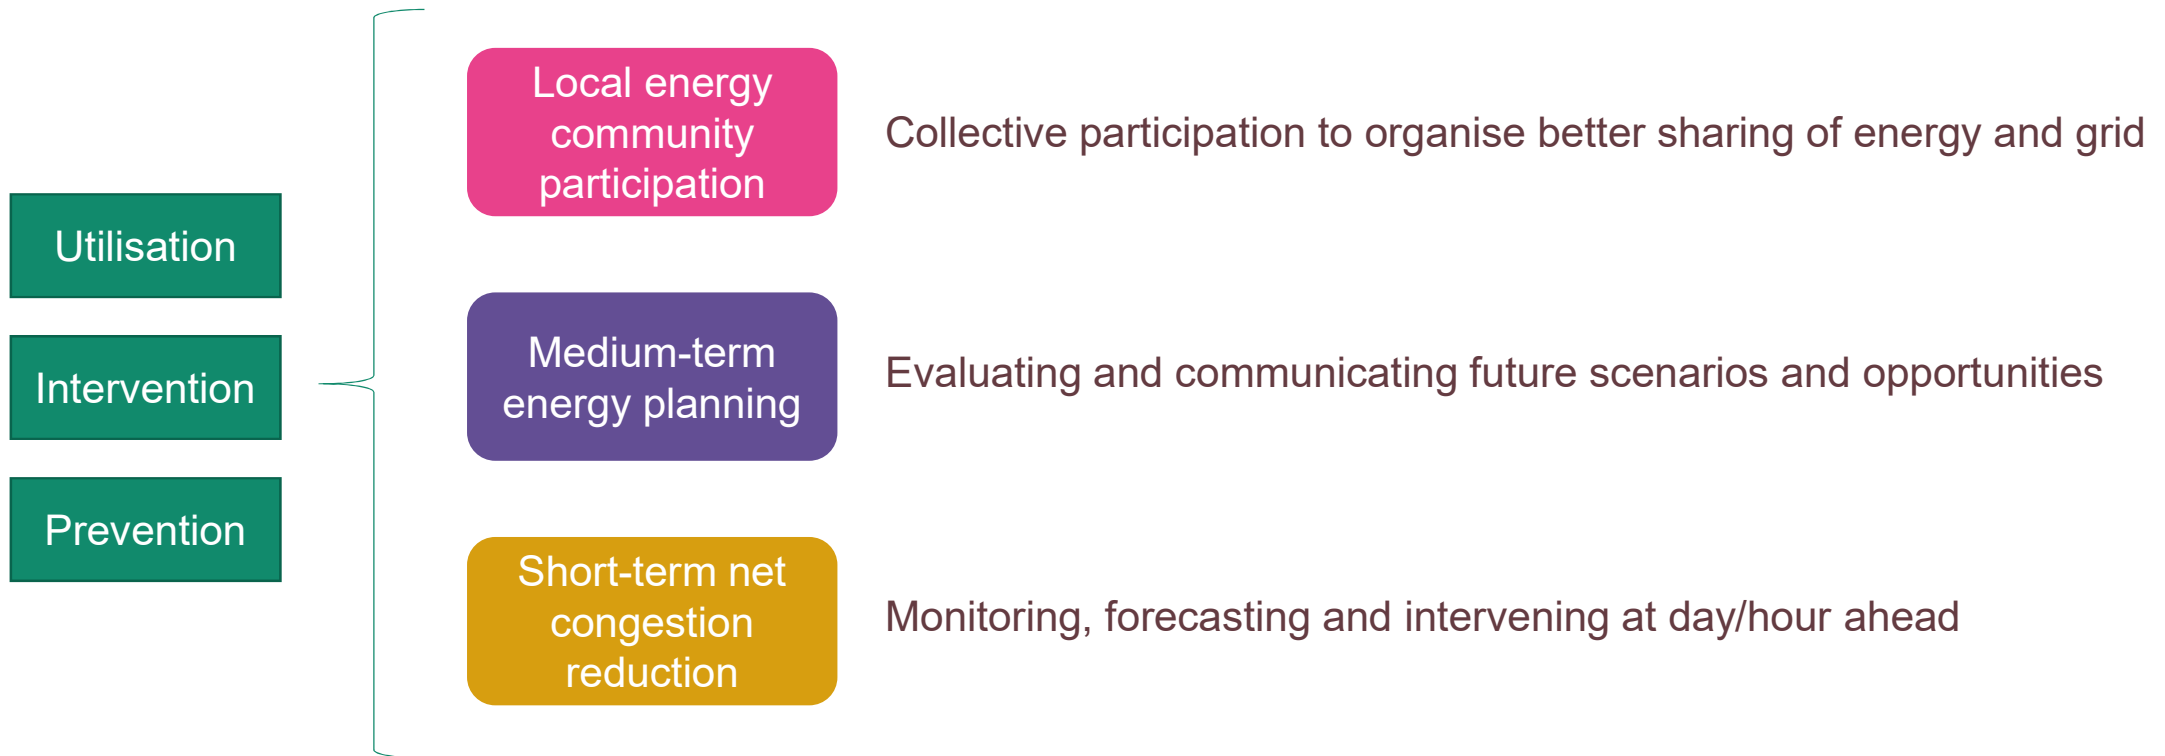 Utilisation
Intervention
Prevention
Local energy
community
participation
Collective participation to organise better sharing of energy and grid
Medium-term
energy planning
Evaluating and communicating future scenarios and opportunities
Short-term net
congestion
reduction
Monitoring, forecasting and intervening at day/hour ahead